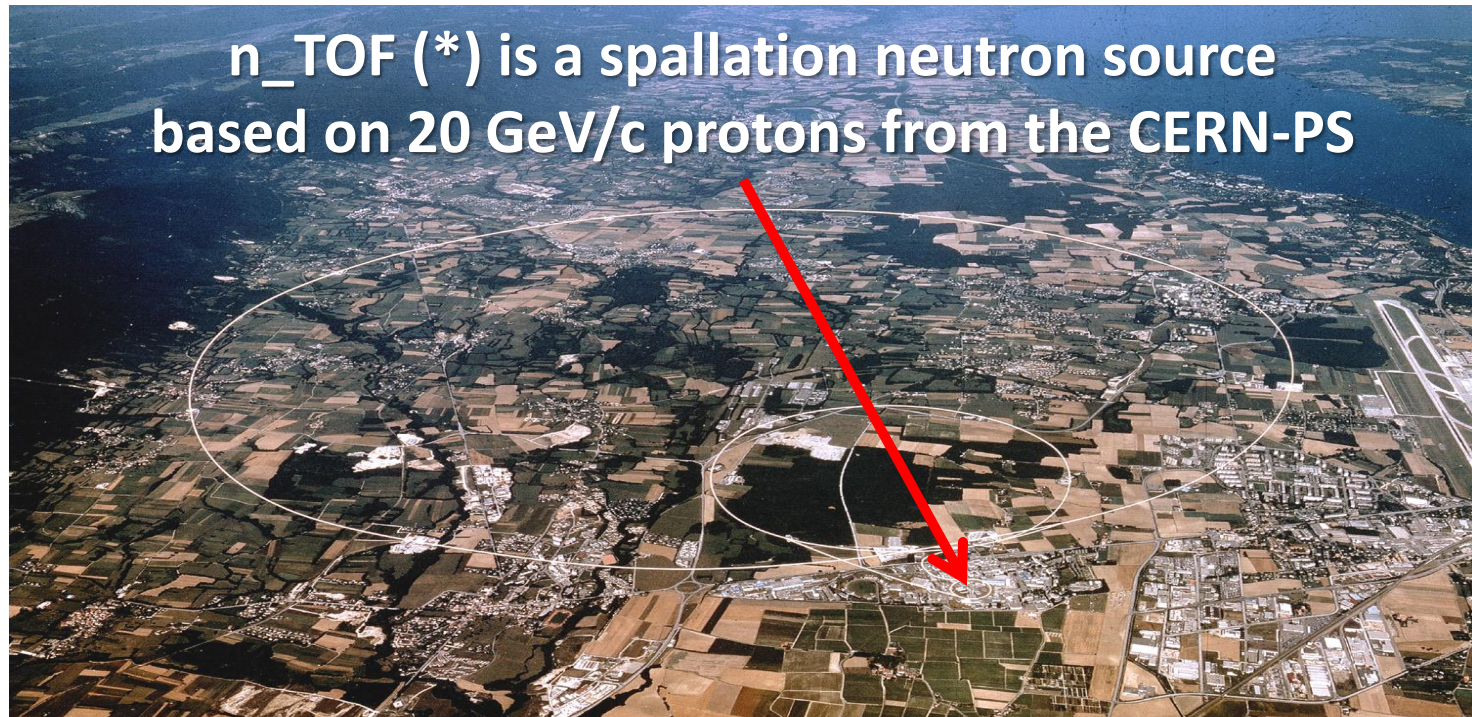 n_TOF (*) is a spallation neutron source
based on 20 GeV/c protons from the CERN-PS